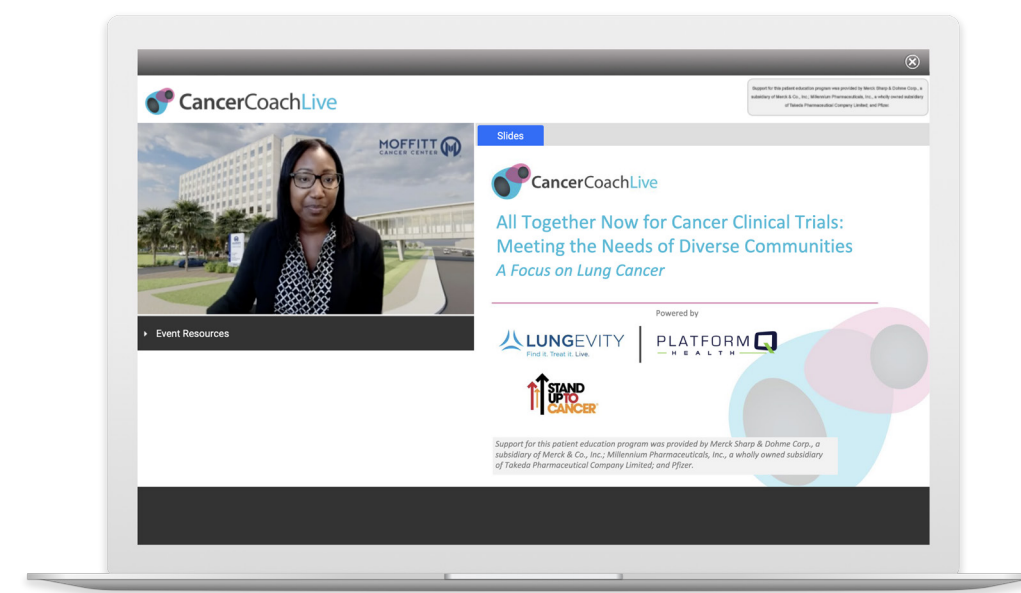 CancerCoachLive
Support for this patient education program was provided by Merck Sharp & Dohme Corp., a
subsidiary of Merck & Co., Inc.; Millennium Pharmaceuticals, Inc., a wholly owned subsidiary
of Takeda Pharmaceutical Company Limited; and Pfizer.
MOFFITT
CANCER CENTER
Slides
CancerCoachLive
All Together Now for Cancer Clinical Trials:
Meeting the Needs of Diverse Communities
A Focus on Lung Cancer
Powered by
LUNGEVITY
Find it. Treat it. Live.
PLATFORM Q
HEALTH
STAND
UP TO
CANCER
Event Resources
Support for this patient education program was provided by Merck Sharp & Dohme Corp., a
subsidiary of Merck & Co., Inc.; Millennium Pharmaceuticals, Inc., a wholly owned subsidiary
of Takeda Pharmaceutical Company Limited; and Pfizer.